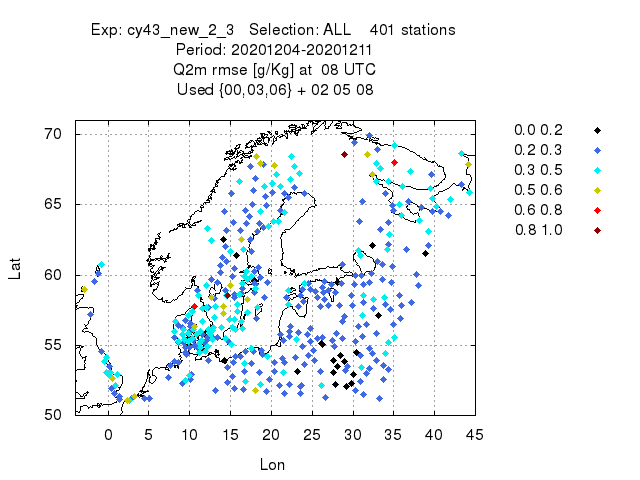 Exp: cy43_new_2_3   Selection: ALL    401 stations
Period: 20201204-20201211
Q2m rmse [g/Kg] at  08 UTC
Used {00,03,06} + 02 05 08
0.0 0.2
0.2 0.3
0.3 0.5
0.5 0.6
0.6 0.8
0.8 1.0
70
65
60
55
50
Lat
0 5 10 15 20 25 30 35 40 45
Lon